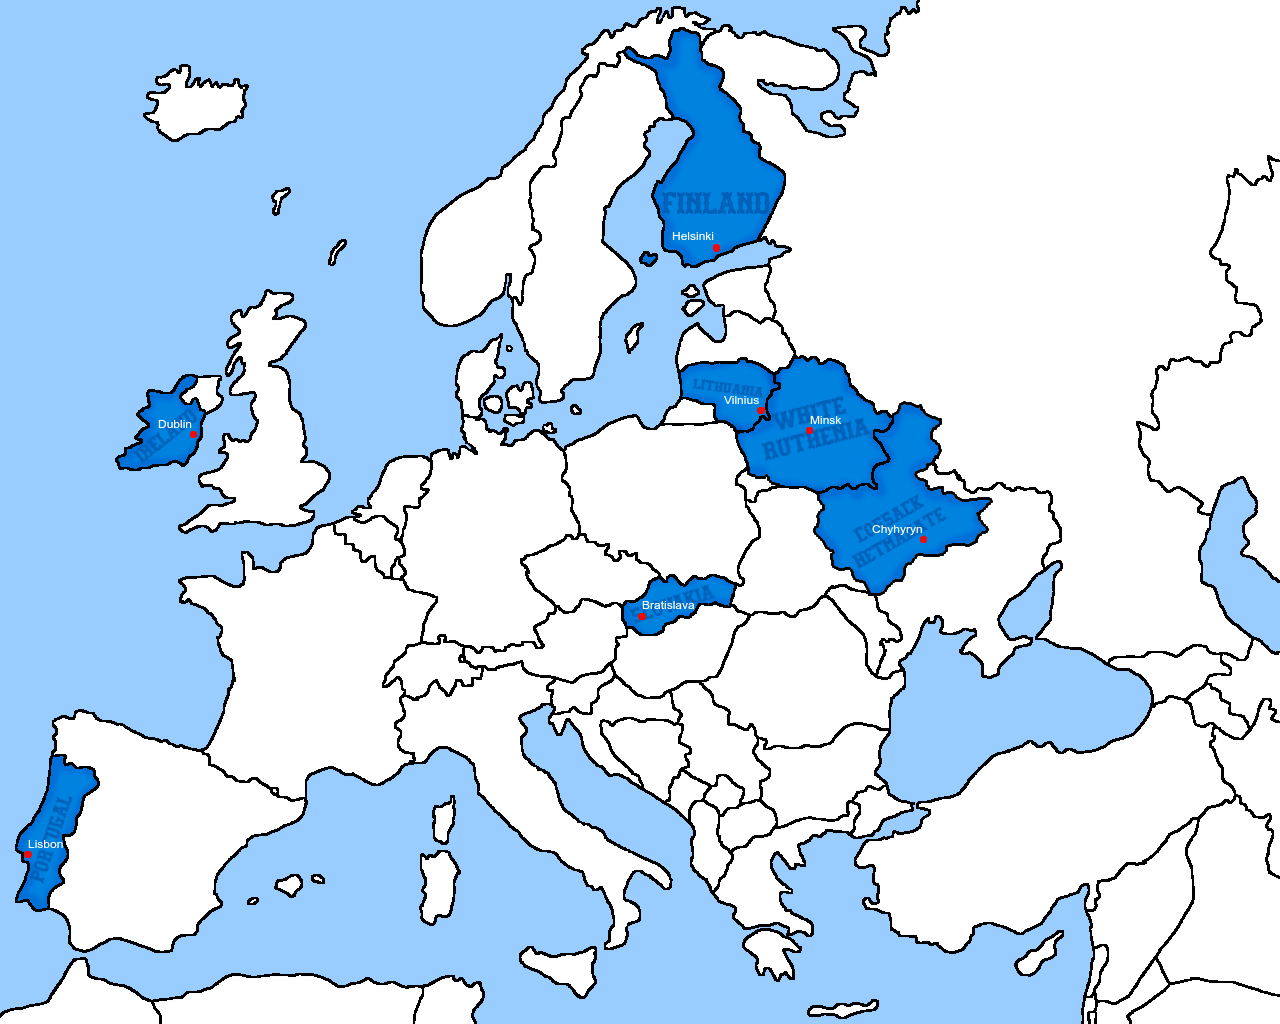 FINLAND
Helsinki
LITHUANIA
Vilnius
WHITE
RUTHENIA
Minsk
IRELAND
Dublin
COSSACK
HETMANATE
Chyhyryn
SLOVAKIA
Bratislava
PORTUGAL
Lisbon